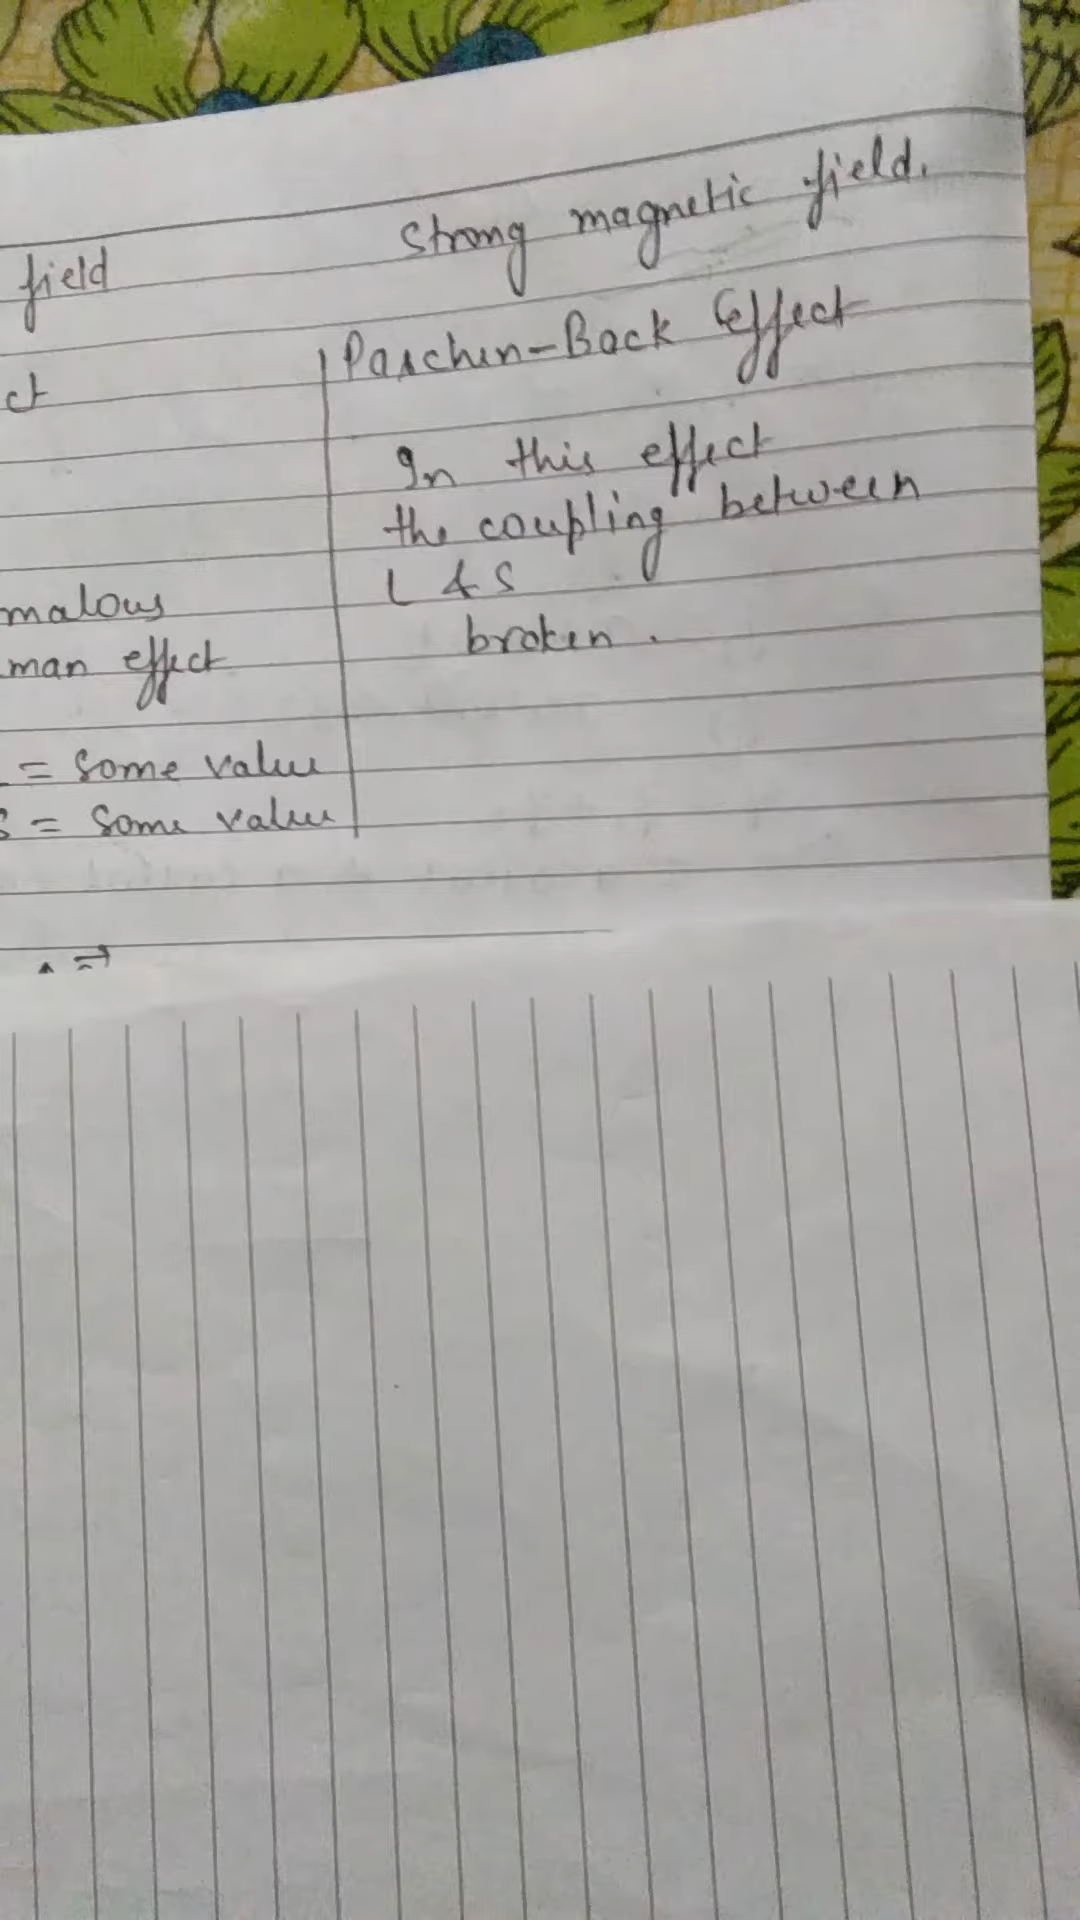 field Strong magnetic field.
ct Paschen-Back Effect
In this effect
the coupling between
L & S
malous broken.
man effect
= Some value
S = Some value